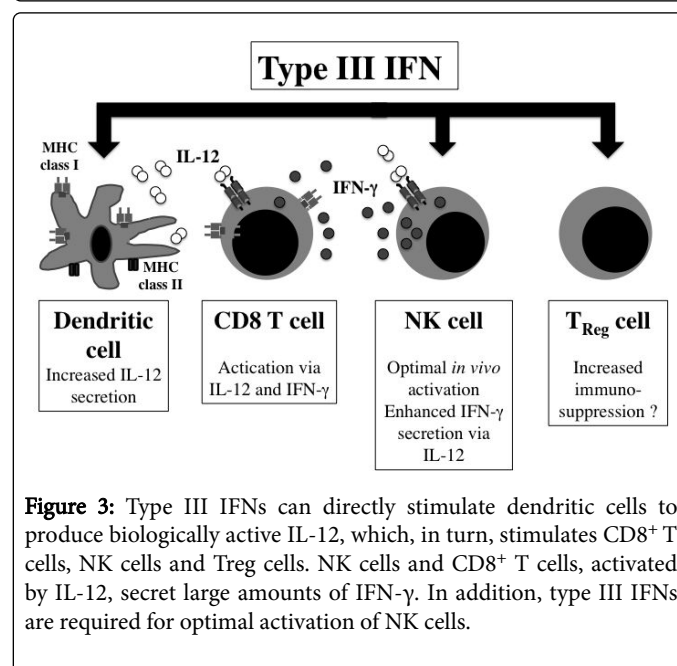 Type III IFN
MHC
class I
IL-12
IFN-γ
MHC
class II
Dendritic
cell
Increased IL-12
secretion
CD8 T cell
Actication via
IL-12 and IFN-γ
NK cell
Optimal in vivo
activation
Enhanced IFN-γ
secretion via
IL-12
TReg cell
Increased
immuno-
suppression ?
Figure 3: Type III IFNs can directly stimulate dendritic cells to
produce biologically active IL-12, which, in turn, stimulates CD8⁺ T
cells, NK cells and Treg cells. NK cells and CD8⁺ T cells, activated
by IL-12, secret large amounts of IFN-γ. In addition, type III IFNs
are required for optimal activation of NK cells.